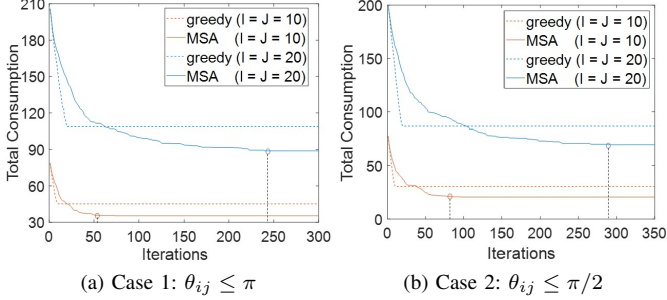 210
180
150
120
90
60
30
Total Consumption
greedy (I = J = 10)
MSA (I = J = 10)
greedy (I = J = 20)
MSA (I = J = 20)
0 50 100 150 200 250 300
Iterations
(a) Case 1: θij ≤ π
200
150
100
50
0
Total Consumption
greedy (I = J = 10)
MSA (I = J = 10)
greedy (I = J = 20)
MSA (I = J = 20)
0 50 100 150 200 250 300 350
Iterations
(b) Case 2: θij ≤ π/2